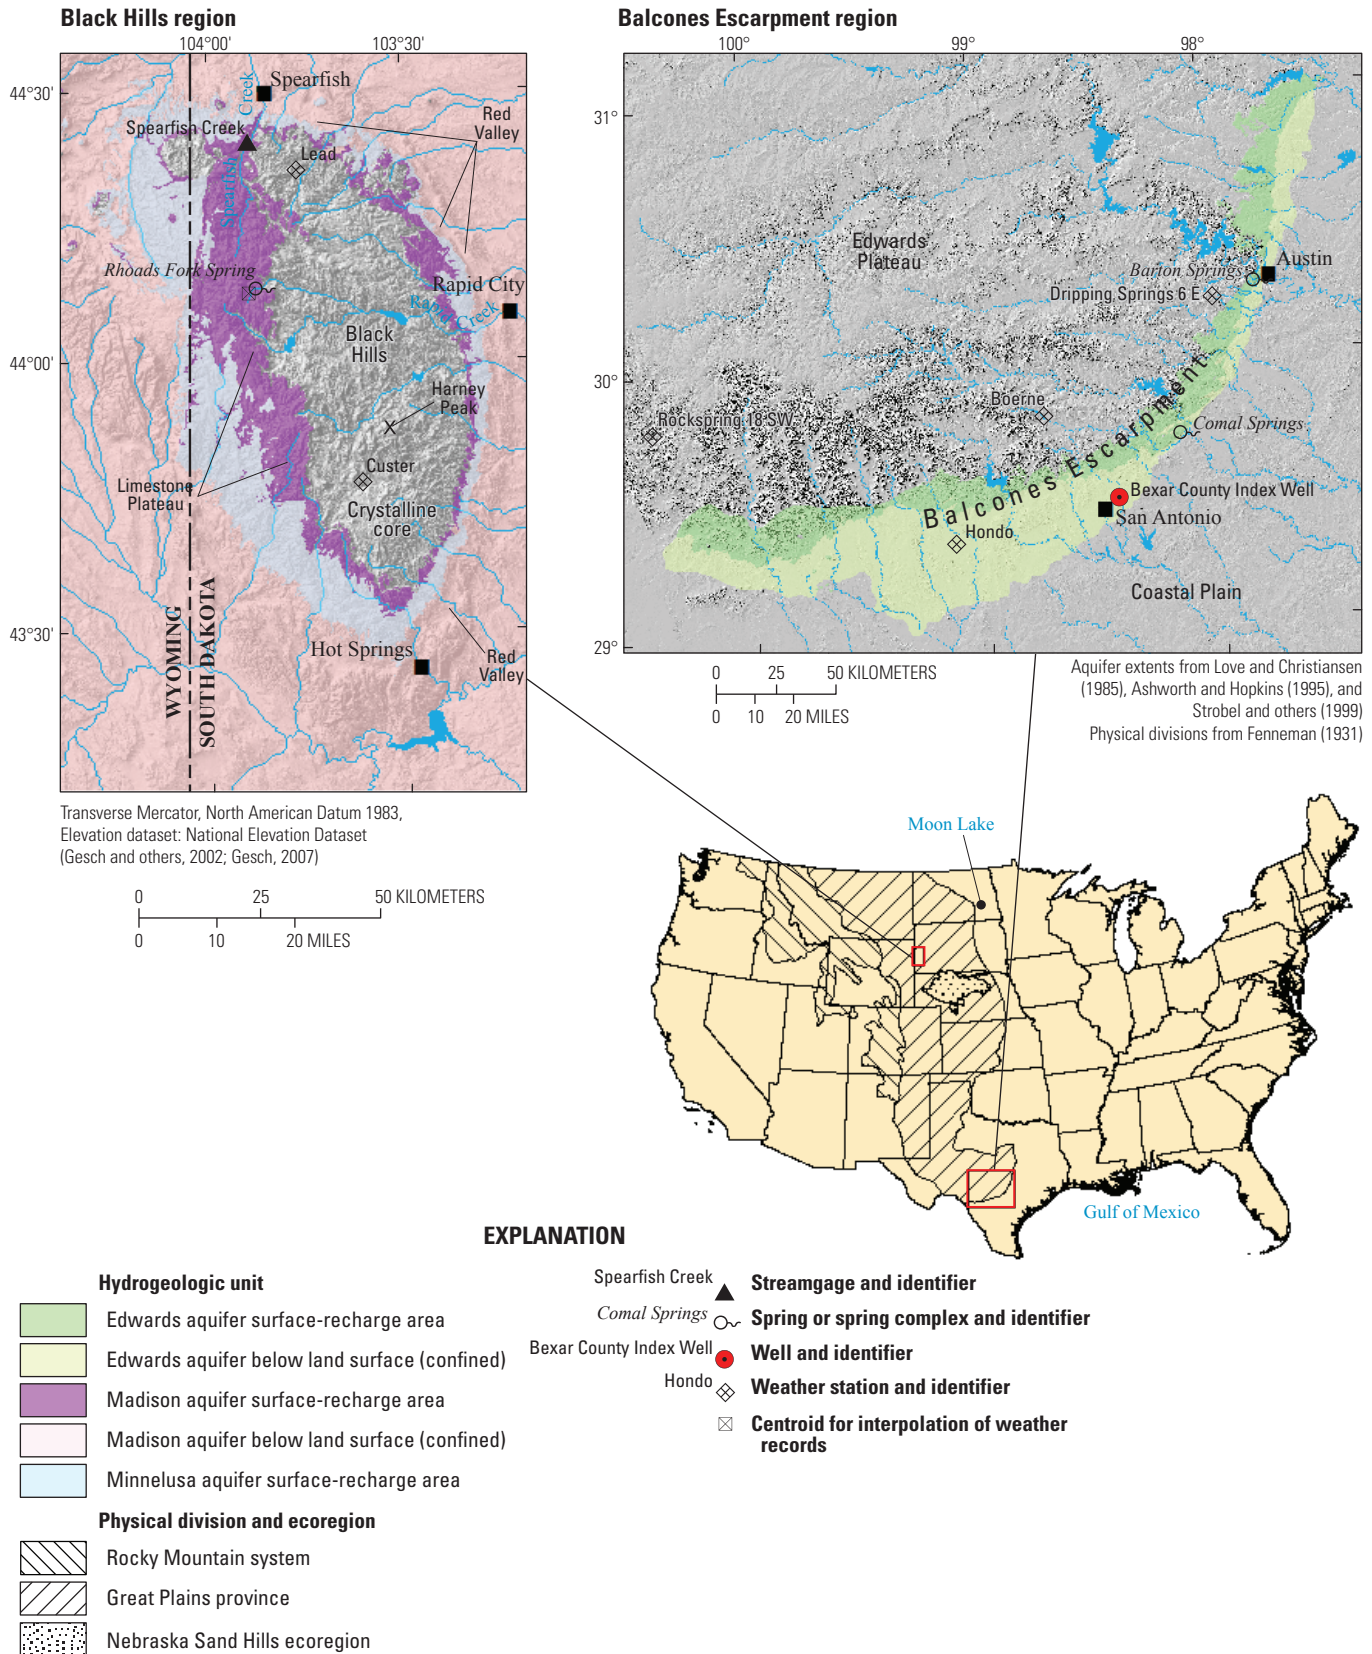 Black Hills region
104°00'
103°30'
44°30'
44°00'
43°30'
Spearfish
Creek
Spearfish Creek
Spearfish
Red
Valley
Lead
Rhoads Fork Spring
Rapid City
Rapid Creek
Black
Hills
Harney
Peak
Custer
Limestone
Plateau
Crystalline
core
WYOMING
SOUTH DAKOTA
Hot Springs
Red
Valley
Transverse Mercator, North American Datum 1983,
Elevation dataset: National Elevation Dataset
(Gesch and others, 2002; Gesch, 2007)
0 25 50 KILOMETERS
0 10 20 MILES
Balcones Escarpment region
100°
99°
98°
31°
30°
29°
Edwards
Plateau
Austin
Barton Springs
Dripping Springs 6 E
Boerne
Rockspring 18 SW
Comal Springs
Balcones Escarpment
Bexar County Index Well
San Antonio
Hondo
Coastal Plain
0 25 50 KILOMETERS
0 10 20 MILES
Aquifer extents from Love and Christiansen
(1985), Ashworth and Hopkins (1995), and
Strobel and others (1999)
Physical divisions from Fenneman (1931)
Moon Lake
Gulf of Mexico
EXPLANATION
Hydrogeologic unit
Edwards aquifer surface-recharge area
Edwards aquifer below land surface (confined)
Madison aquifer surface-recharge area
Madison aquifer below land surface (confined)
Minnelusa aquifer surface-recharge area
Physical division and ecoregion
Rocky Mountain system
Great Plains province
Nebraska Sand Hills ecoregion
Spearfish Creek Streamgage and identifier
Comal Springs Spring or spring complex and identifier
Bexar County Index Well Well and identifier
Hondo Weather station and identifier
Centroid for interpolation of weather
records